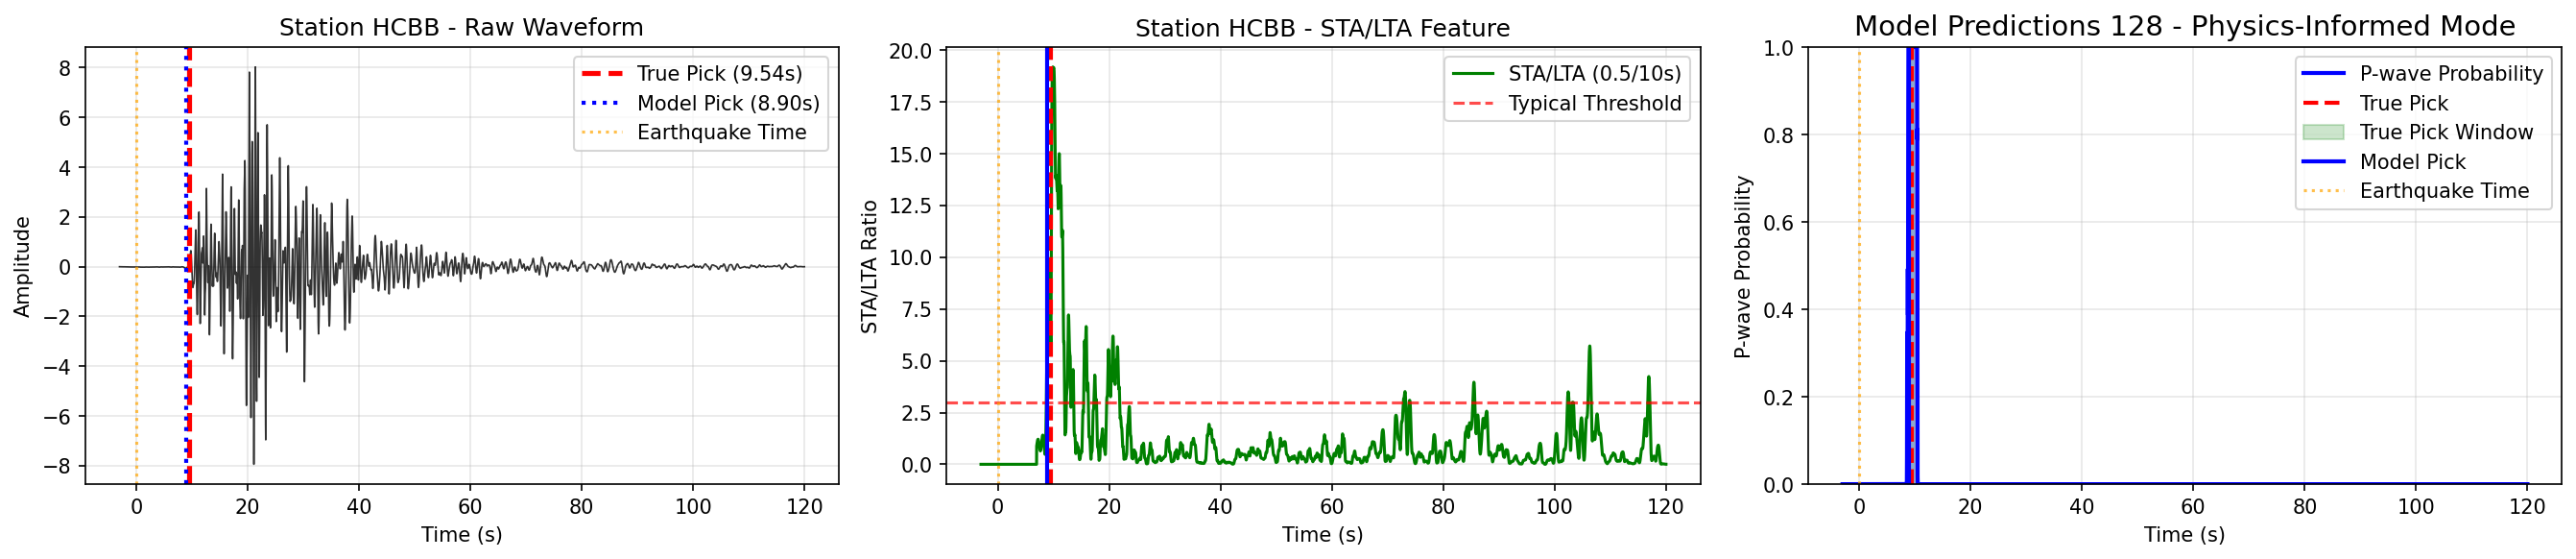 Station HCBB - Raw Waveform
True Pick (9.54s)
Model Pick (8.90s)
Earthquake Time
Amplitude
8
6
4
2
0
−2
−4
−6
−8
0
20
40
60
80
100
120
Time (s)
Station HCBB - STA/LTA Feature
STA/LTA (0.5/10s)
Typical Threshold
STA/LTA Ratio
20.0
17.5
15.0
12.5
10.0
7.5
5.0
2.5
0.0
0
20
40
60
80
100
120
Time (s)
Model Predictions 128 - Physics-Informed Mode
P-wave Probability
True Pick
True Pick Window
Model Pick
Earthquake Time
P-wave Probability
1.0
0.8
0.6
0.4
0.2
0.0
0
20
40
60
80
100
120
Time (s)